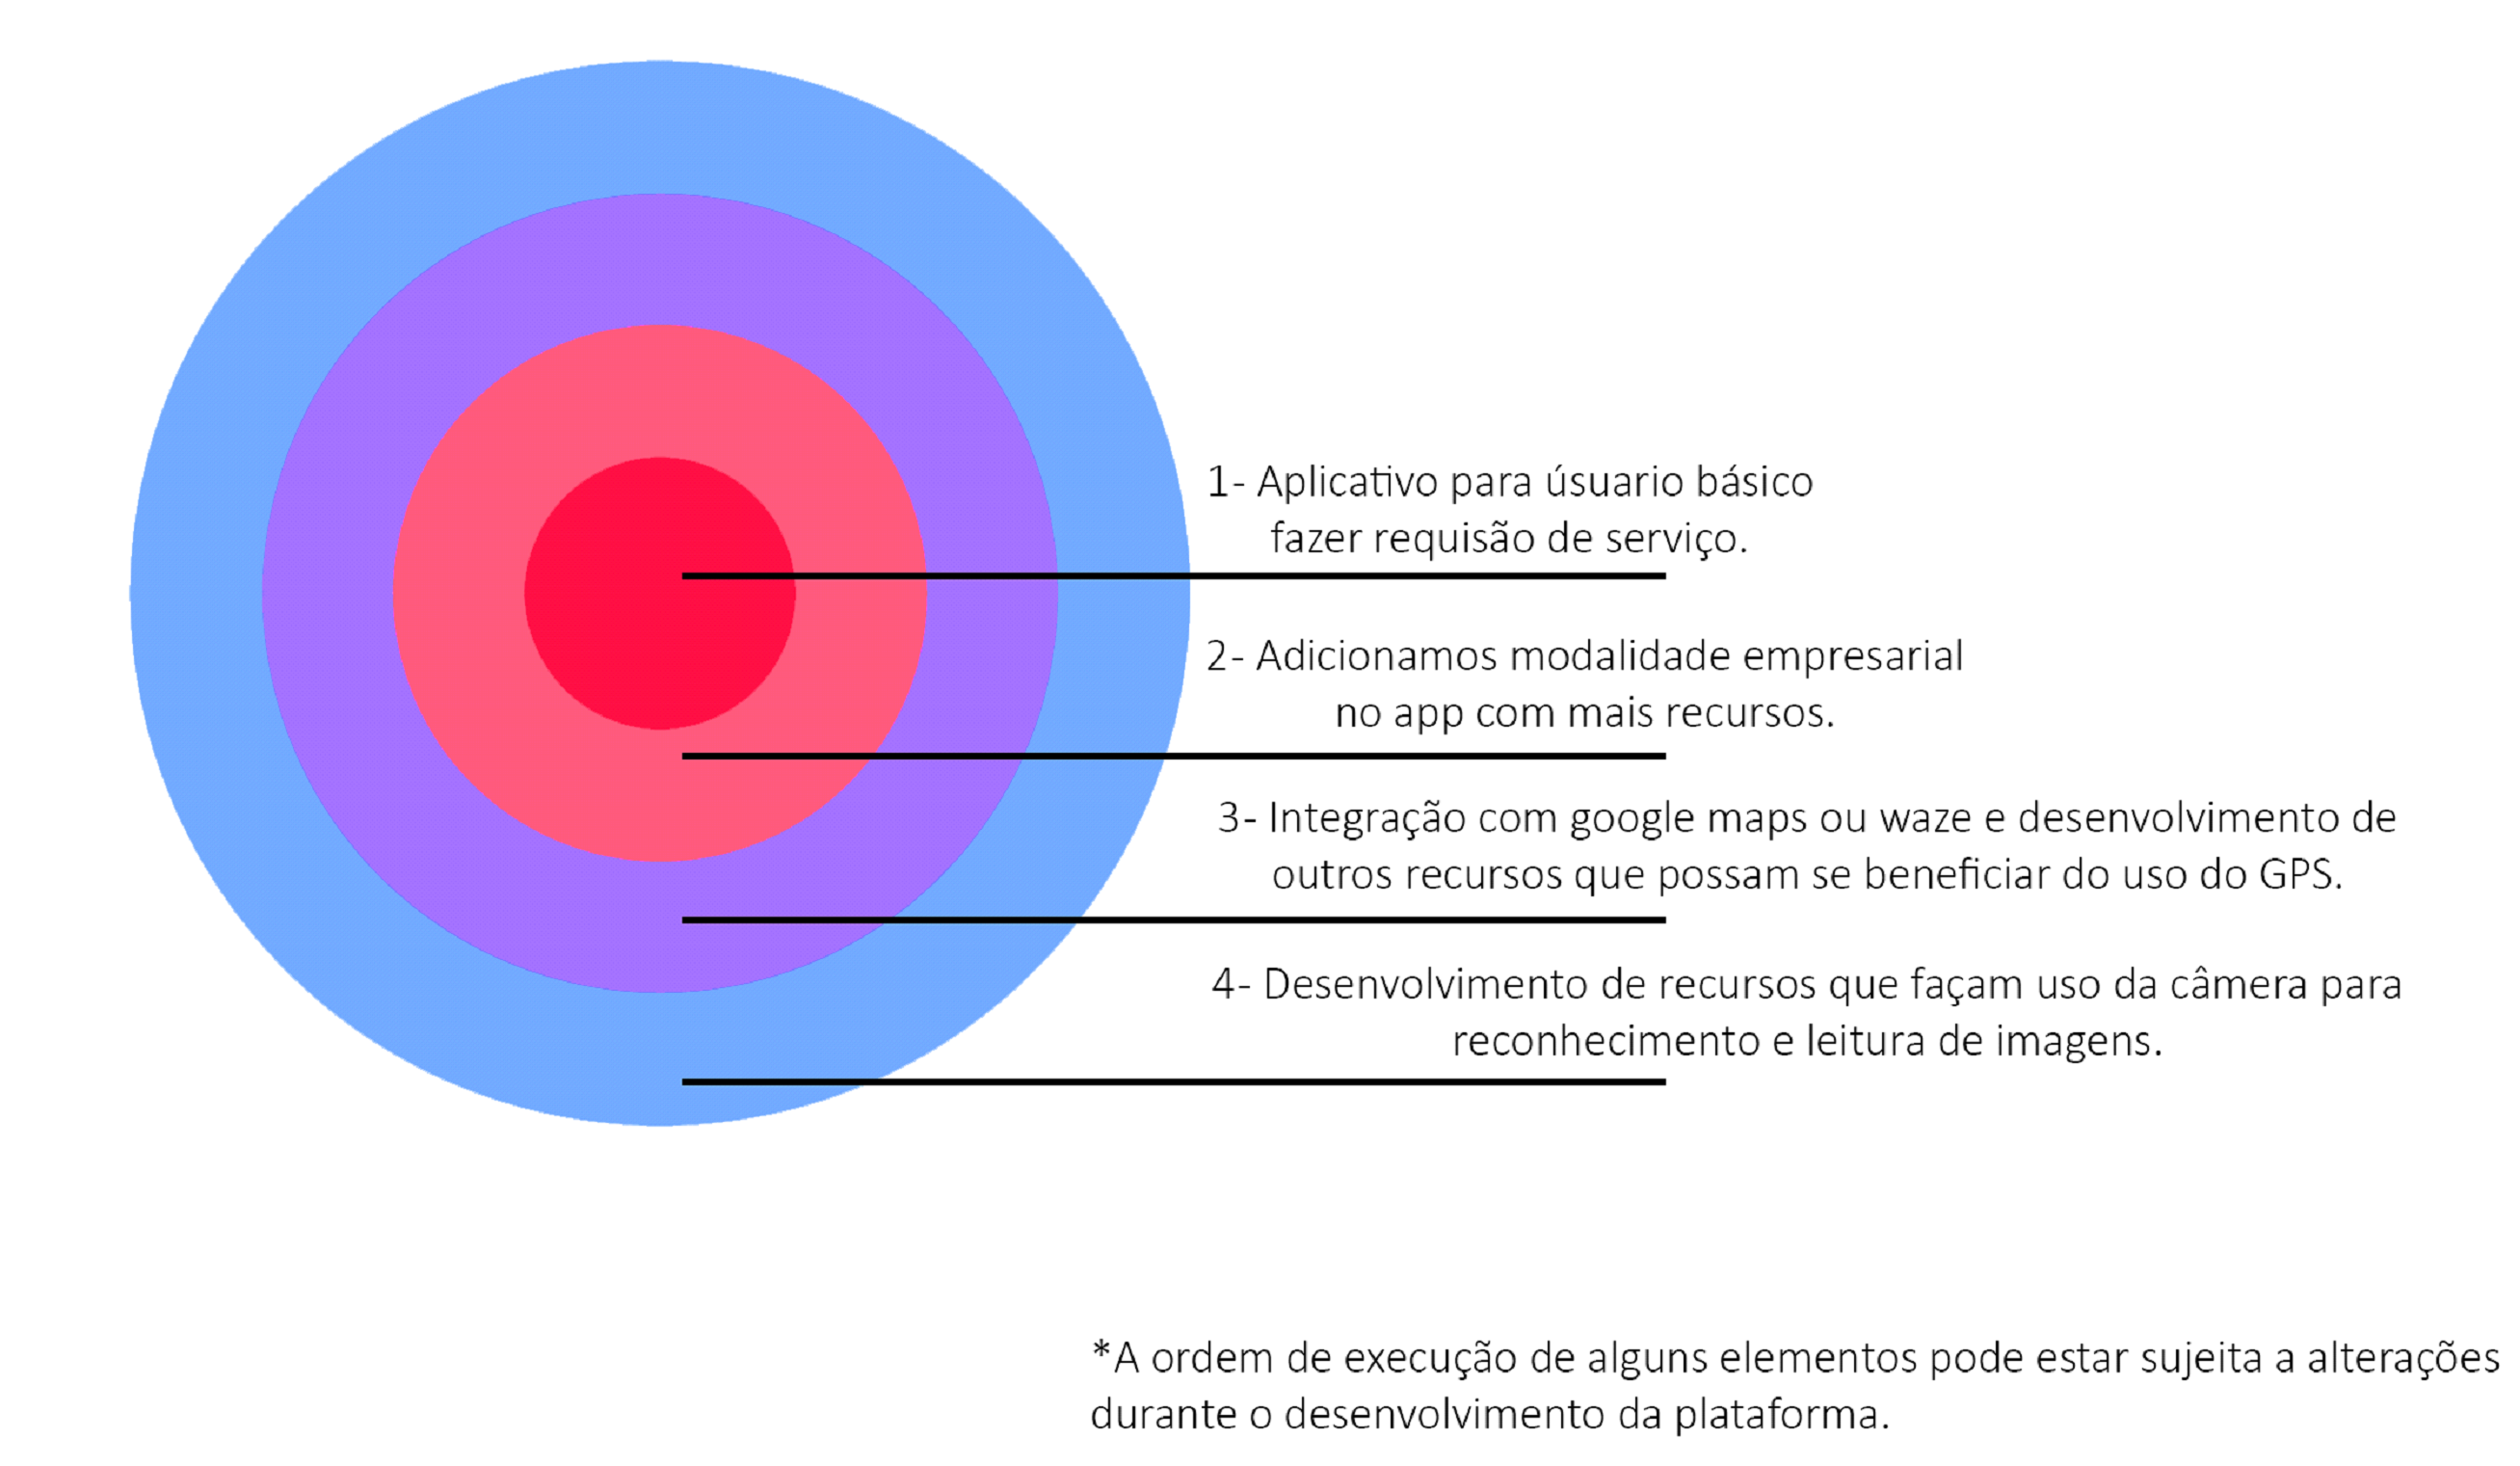 1- Aplicativo para úsuario básico
fazer requisão de serviço.
2- Adicionamos modalidade empresarial
no app com mais recursos.
3- Integração com google maps ou waze e desenvolvimento de
outros recursos que possam se beneficiar do uso do GPS.
4- Desenvolvimento de recursos que façam uso da câmera para
reconhecimento e leitura de imagens.
*A ordem de execução de alguns elementos pode estar sujeita a alterações
durante o desenvolvimento da plataforma.